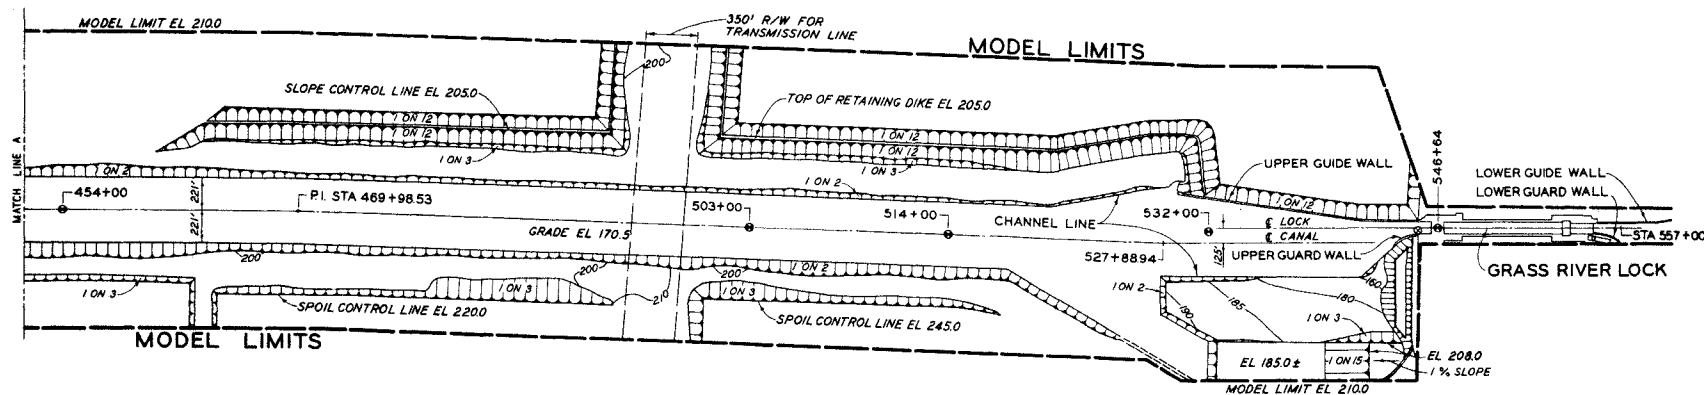 MODEL LIMIT EL 210.0
350' R/W FOR
TRANSMISSION LINE
MODEL LIMITS
200
SLOPE CONTROL LINE EL 205.0
TOP OF RETAINING DIKE EL 205.0
1 ON 12
1 ON 12
1 ON 3
1 ON 12
1 ON 12
1 ON 3
MATCH LINE A
1 ON 2
1 ON 2
UPPER GUIDE WALL
546+64
LOWER GUIDE WALL
LOWER GUARD WALL
454+00
221'
221'
P.I. STA 469+98.53
503+00
514+00
CHANNEL LINE
532+00
1 ON 12
LOCK
CANAL
STA 557+00
GRADE EL 170.5
527+88.94
125'
UPPER GUARD WALL
GRASS RIVER LOCK
200
200
210
200
1 ON 2
1 ON 3
1 ON 3
1 ON 3
SPOIL CONTROL LINE EL 220.0
SPOIL CONTROL LINE EL 245.0
1 ON 2
190
185
180
160
1 ON 3
MODEL LIMITS
EL 185.0±
1 ON 15
EL 208.0
1 % SLOPE
MODEL LIMIT EL 210.0